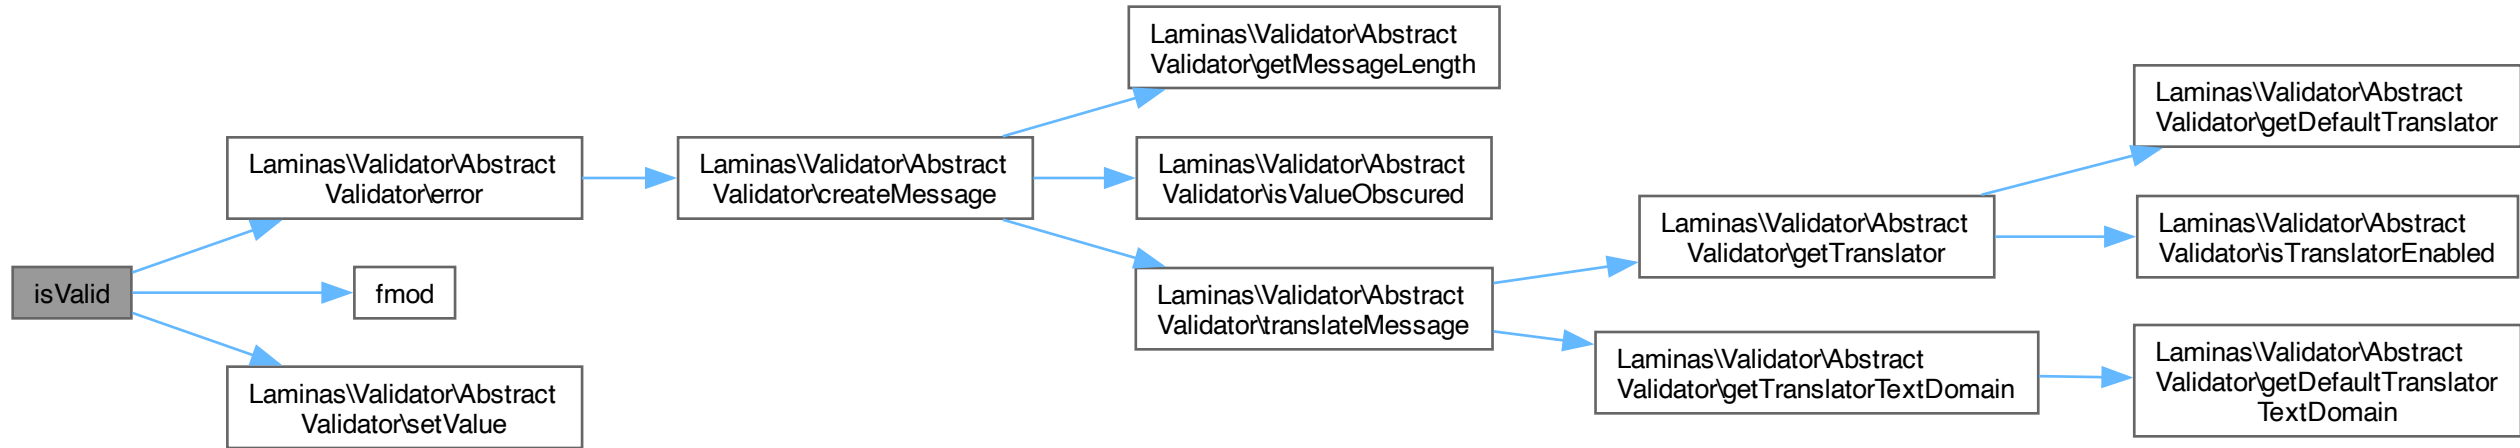 isValid
Laminas\Validator\Abstract
Validator\error
fmod
Laminas\Validator\Abstract
Validator\setValue
Laminas\Validator\Abstract
Validator\createMessage
Laminas\Validator\Abstract
Validator\getMessageLength
Laminas\Validator\Abstract
Validator\isValueObscured
Laminas\Validator\Abstract
Validator\translateMessage
Laminas\Validator\Abstract
Validator\getTranslator
Laminas\Validator\Abstract
Validator\getTranslatorTextDomain
Laminas\Validator\Abstract
Validator\getDefaultTranslator
Laminas\Validator\Abstract
Validator\isTranslatorEnabled
Laminas\Validator\Abstract
Validator\getDefaultTranslator
TextDomain